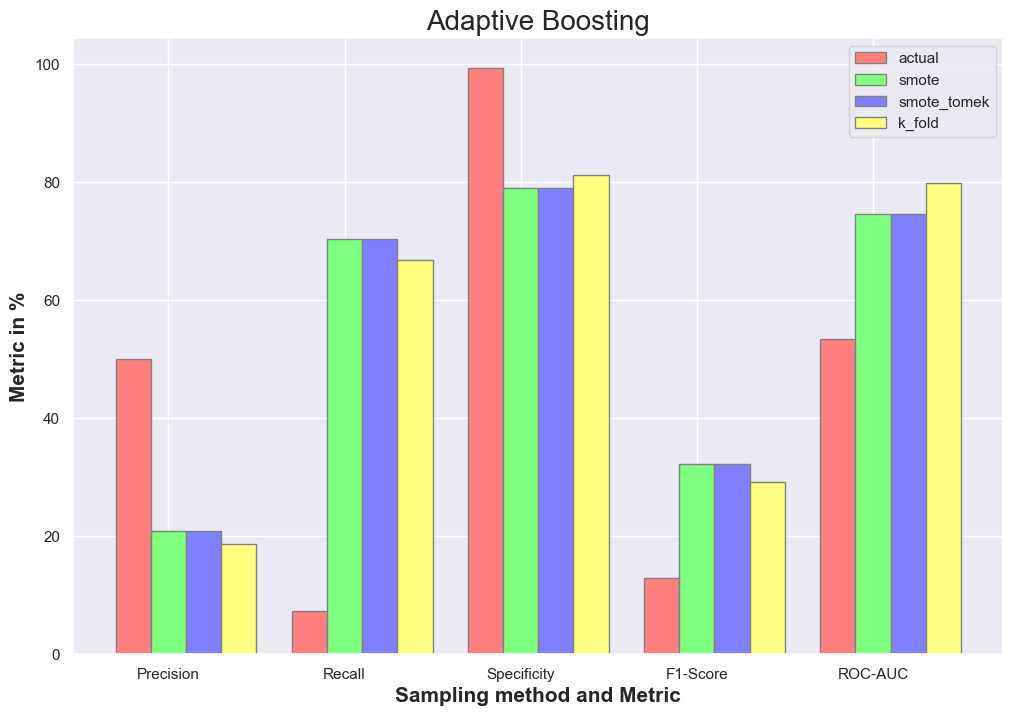 Adaptive Boosting
actual
smote
smote_tomek
k_fold
100
80
60
40
20
0
Metric in %
Precision Recall Specificity F1-Score ROC-AUC
Sampling method and Metric